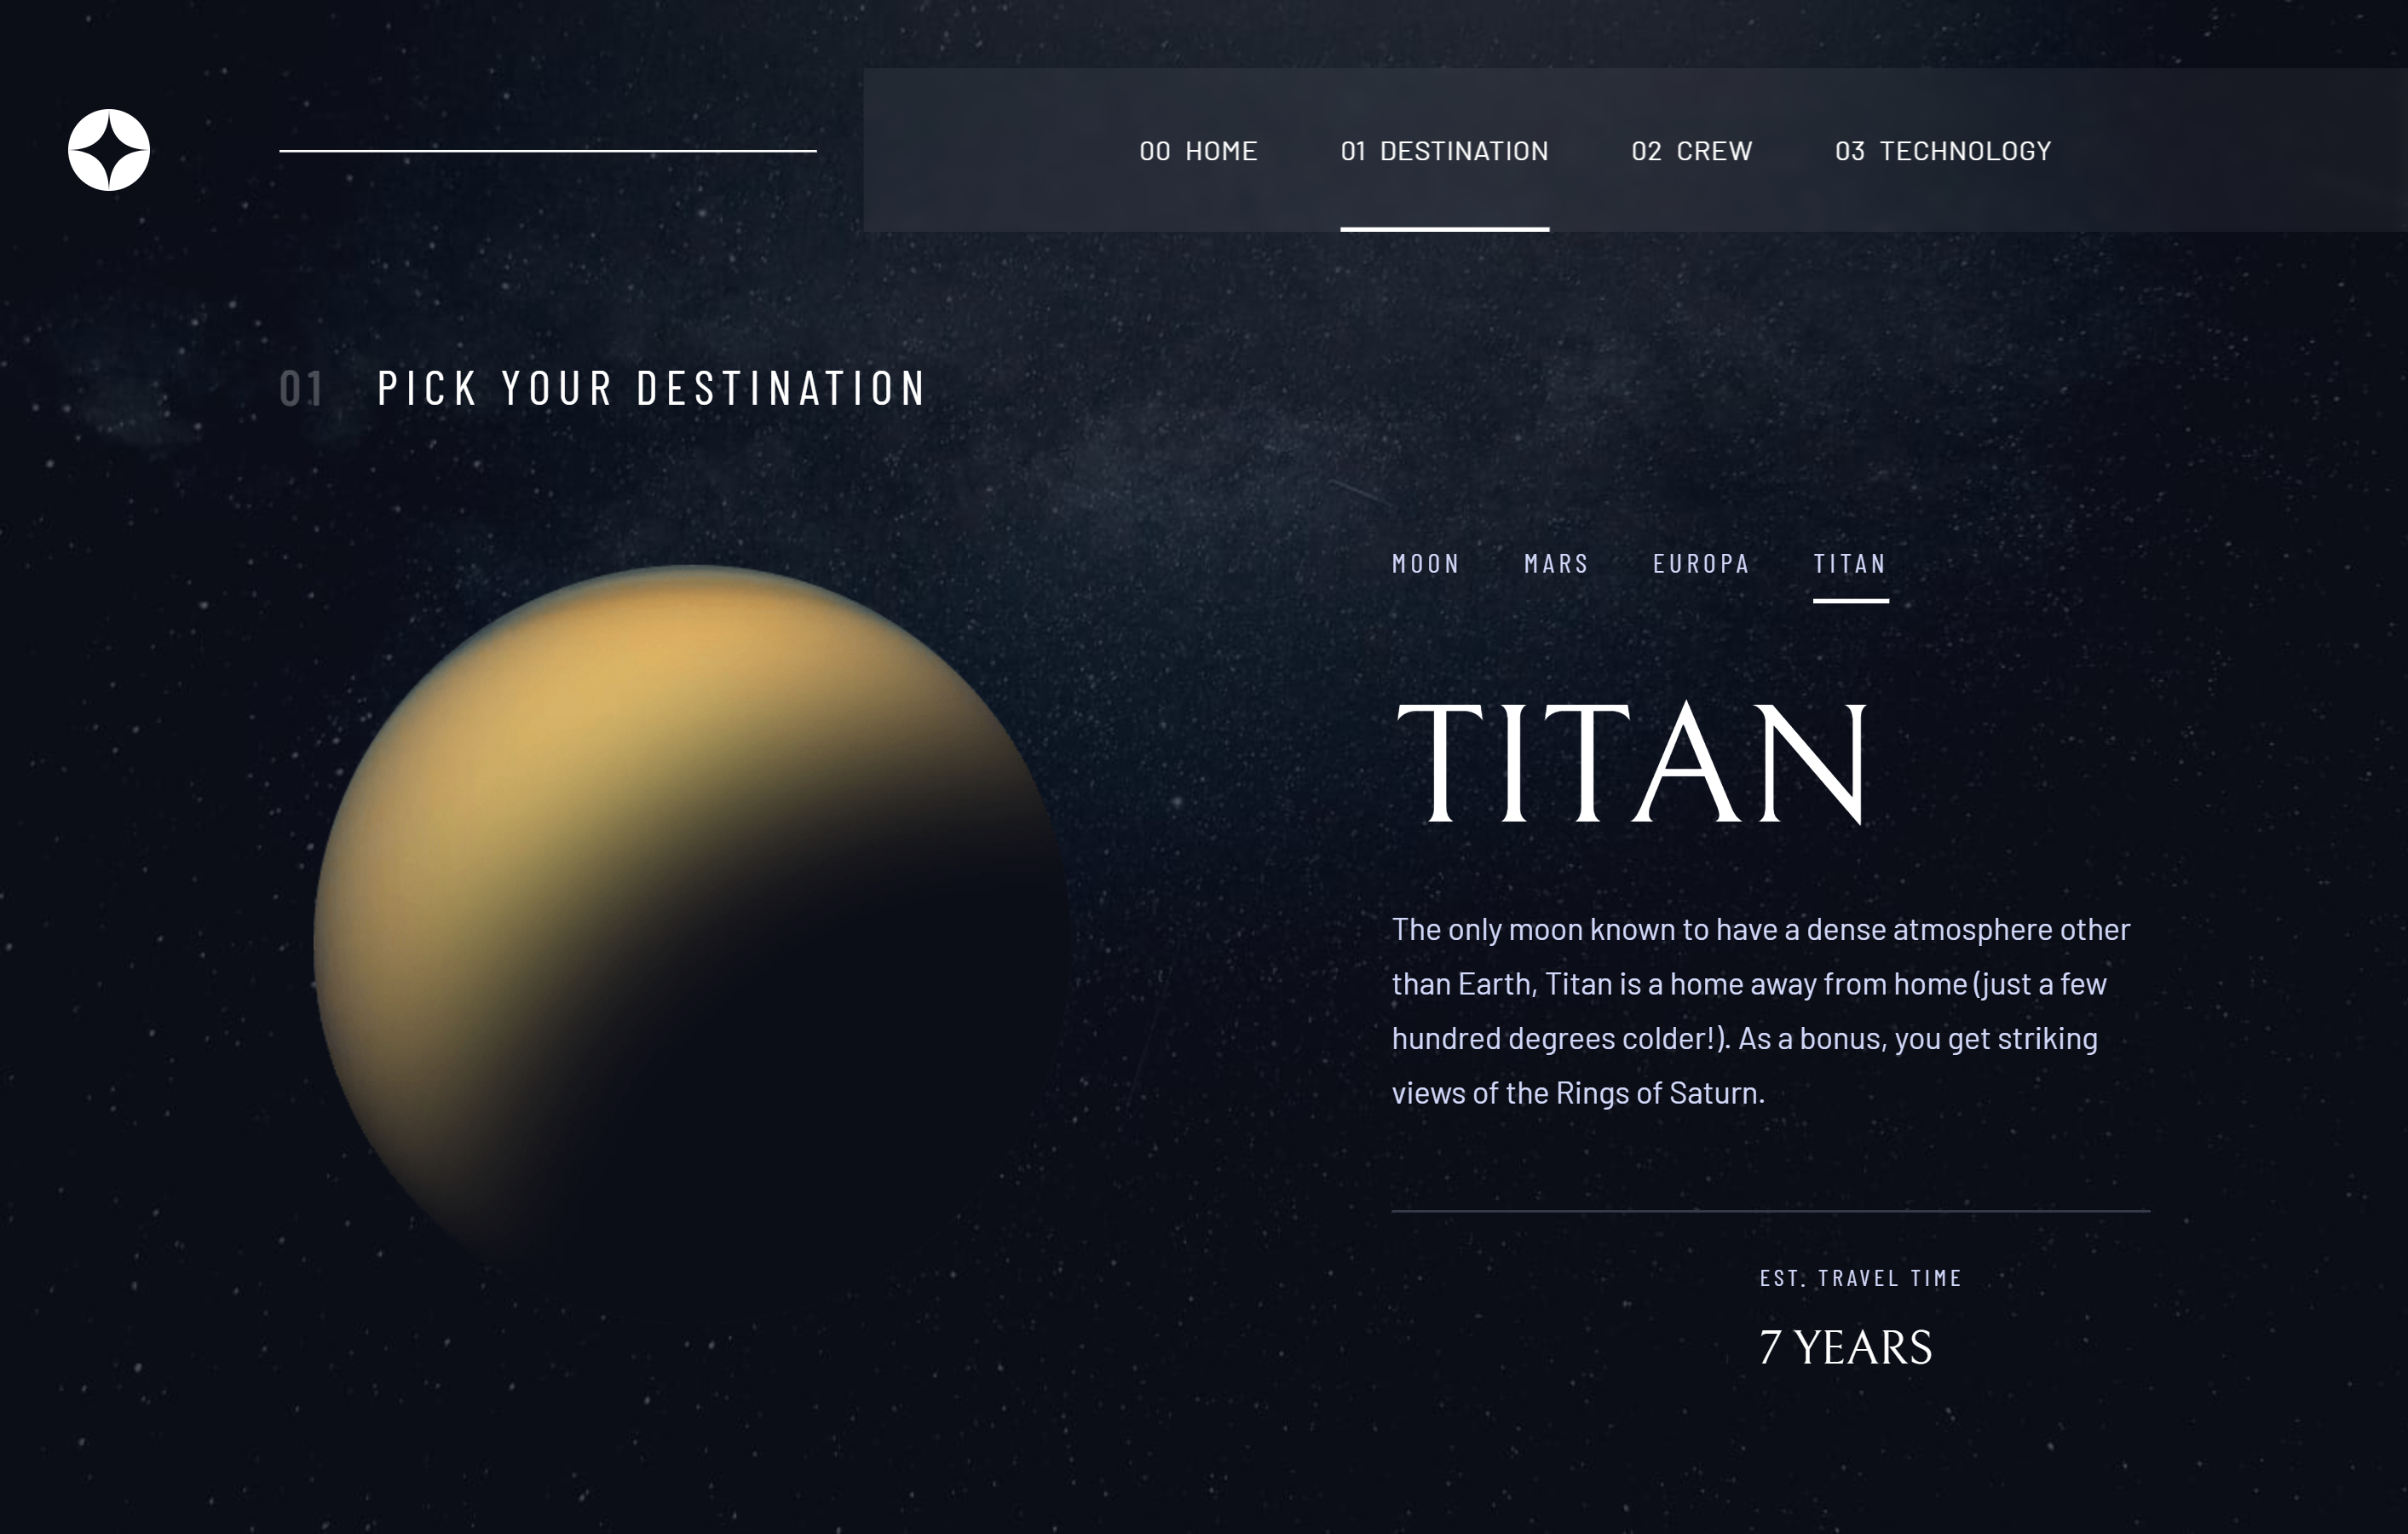 00 HOME 01 DESTINATION 02 CREW 03 TECHNOLOGY
01 PICK YOUR DESTINATION
MOON MARS EUROPA TITAN
TITAN
The only moon known to have a dense atmosphere other
than Earth, Titan is a home away from home (just a few
hundred degrees colder!). As a bonus, you get striking
views of the Rings of Saturn.
EST. TRAVEL TIME
7 YEARS